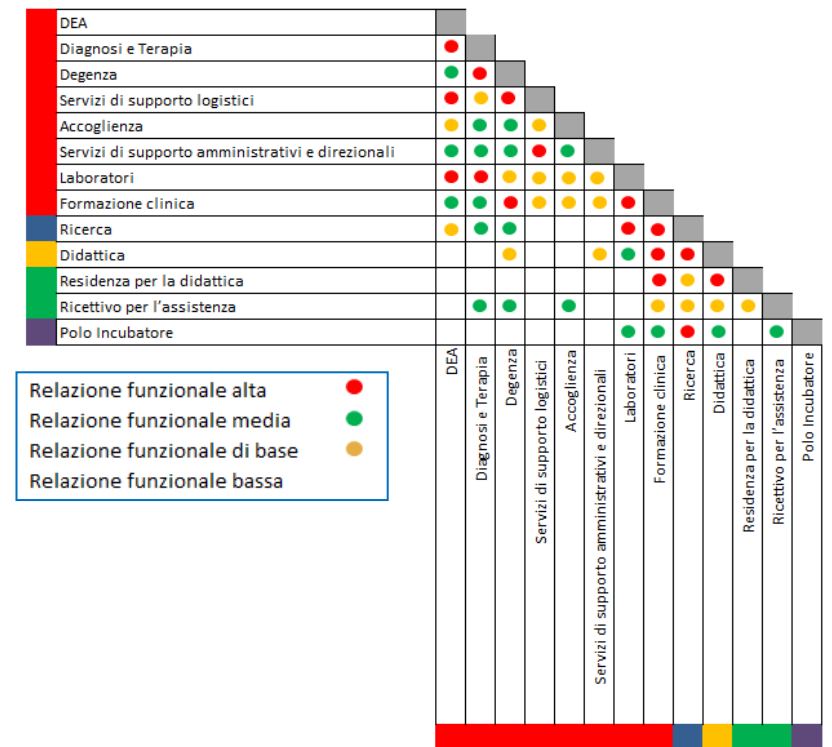 DEA
Diagnosi e Terapia
Degenza
Servizi di supporto logistici
Accoglienza
Servizi di supporto amministrativi e direzionali
Laboratori
Formazione clinica
Ricerca
Didattica
Residenza per la didattica
Ricettivo per l'assistenza
Polo Incubatore
DEA
Diagnosi e Terapia
Degenza
Servizi di supporto logistici
Accoglienza
Servizi di supporto amministrativi e direzionali
Laboratori
Formazione clinica
Ricerca
Didattica
Residenza per la didattica
Ricettivo per l'assistenza
Polo Incubatore
Relazione funzionale alta
Relazione funzionale media
Relazione funzionale di base
Relazione funzionale bassa